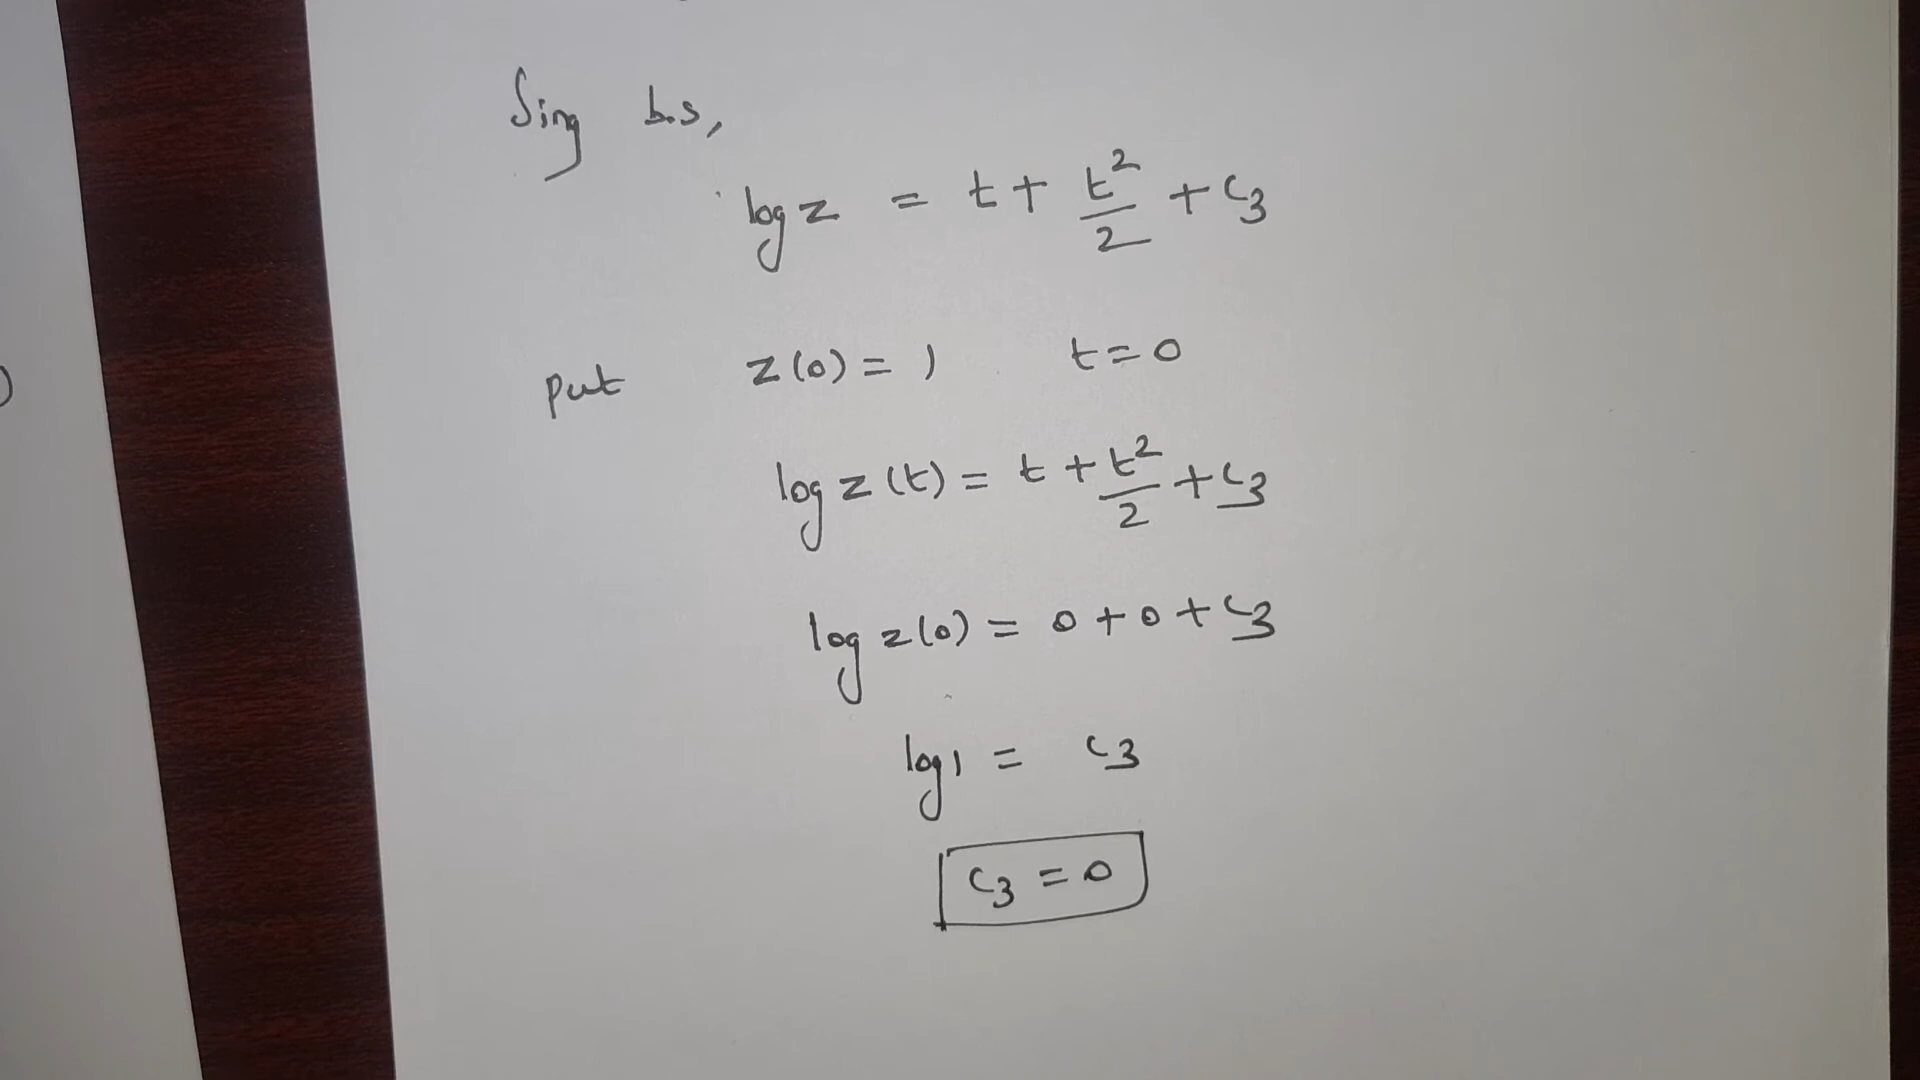 ∫ing b.s,
log z = t + t²/2 + c₃
put z(0) = 1 t = 0
log z(t) = t + t²/2 + c₃
log z(0) = 0 + 0 + c₃
log 1 = c₃
c₃ = 0